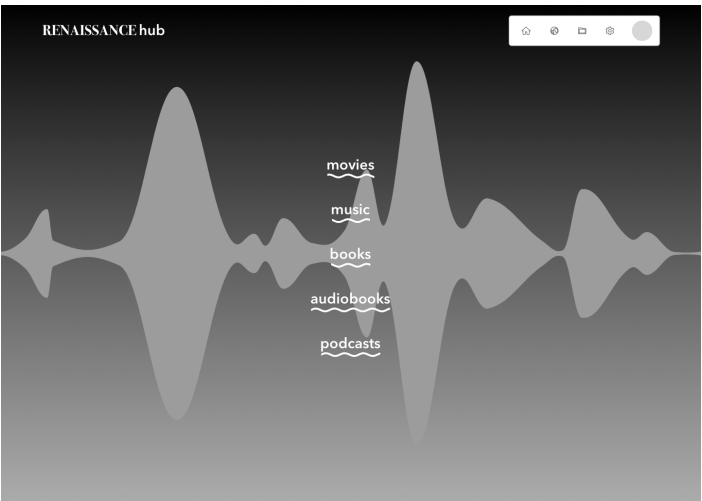 RENAISSANCE hub
movies
music
books
audiobooks
podcasts